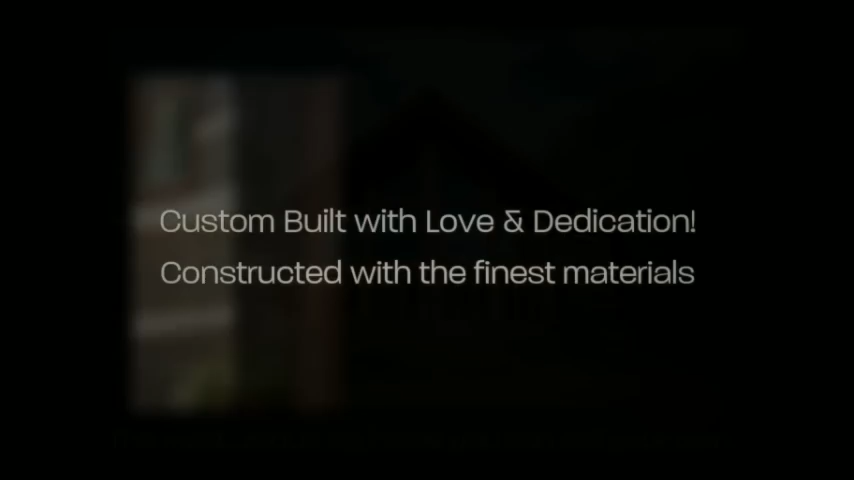 Custom Built with Love & Dedication!
Constructed with the finest materials